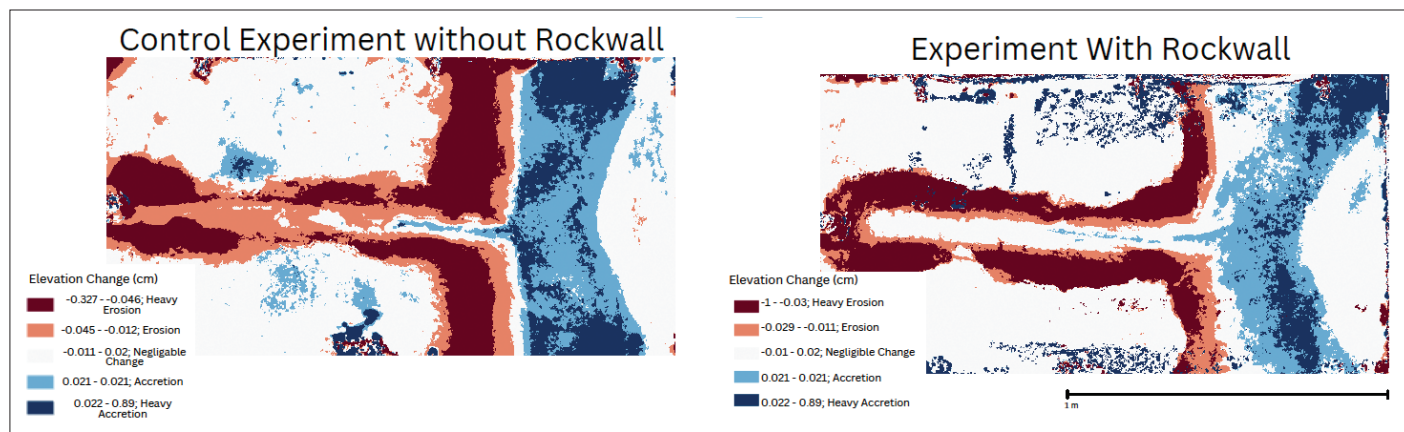 Control Experiment without Rockwall
Elevation Change (cm)
-0.327 - -0.046; Heavy
Erosion
-0.045 - -0.012; Erosion
-0.011 - 0.02; Negligable
Change
0.021 - 0.021; Accretion
0.022 - 0.89; Heavy
Accretion
Experiment With Rockwall
Elevation Change (cm)
-1 - -0.03; Heavy Erosion
-0.029 - -0.011; Erosion
-0.01 - 0.02; Negligible Change
0.021 - 0.021; Accretion
0.022 - 0.89; Heavy Accretion
1 m